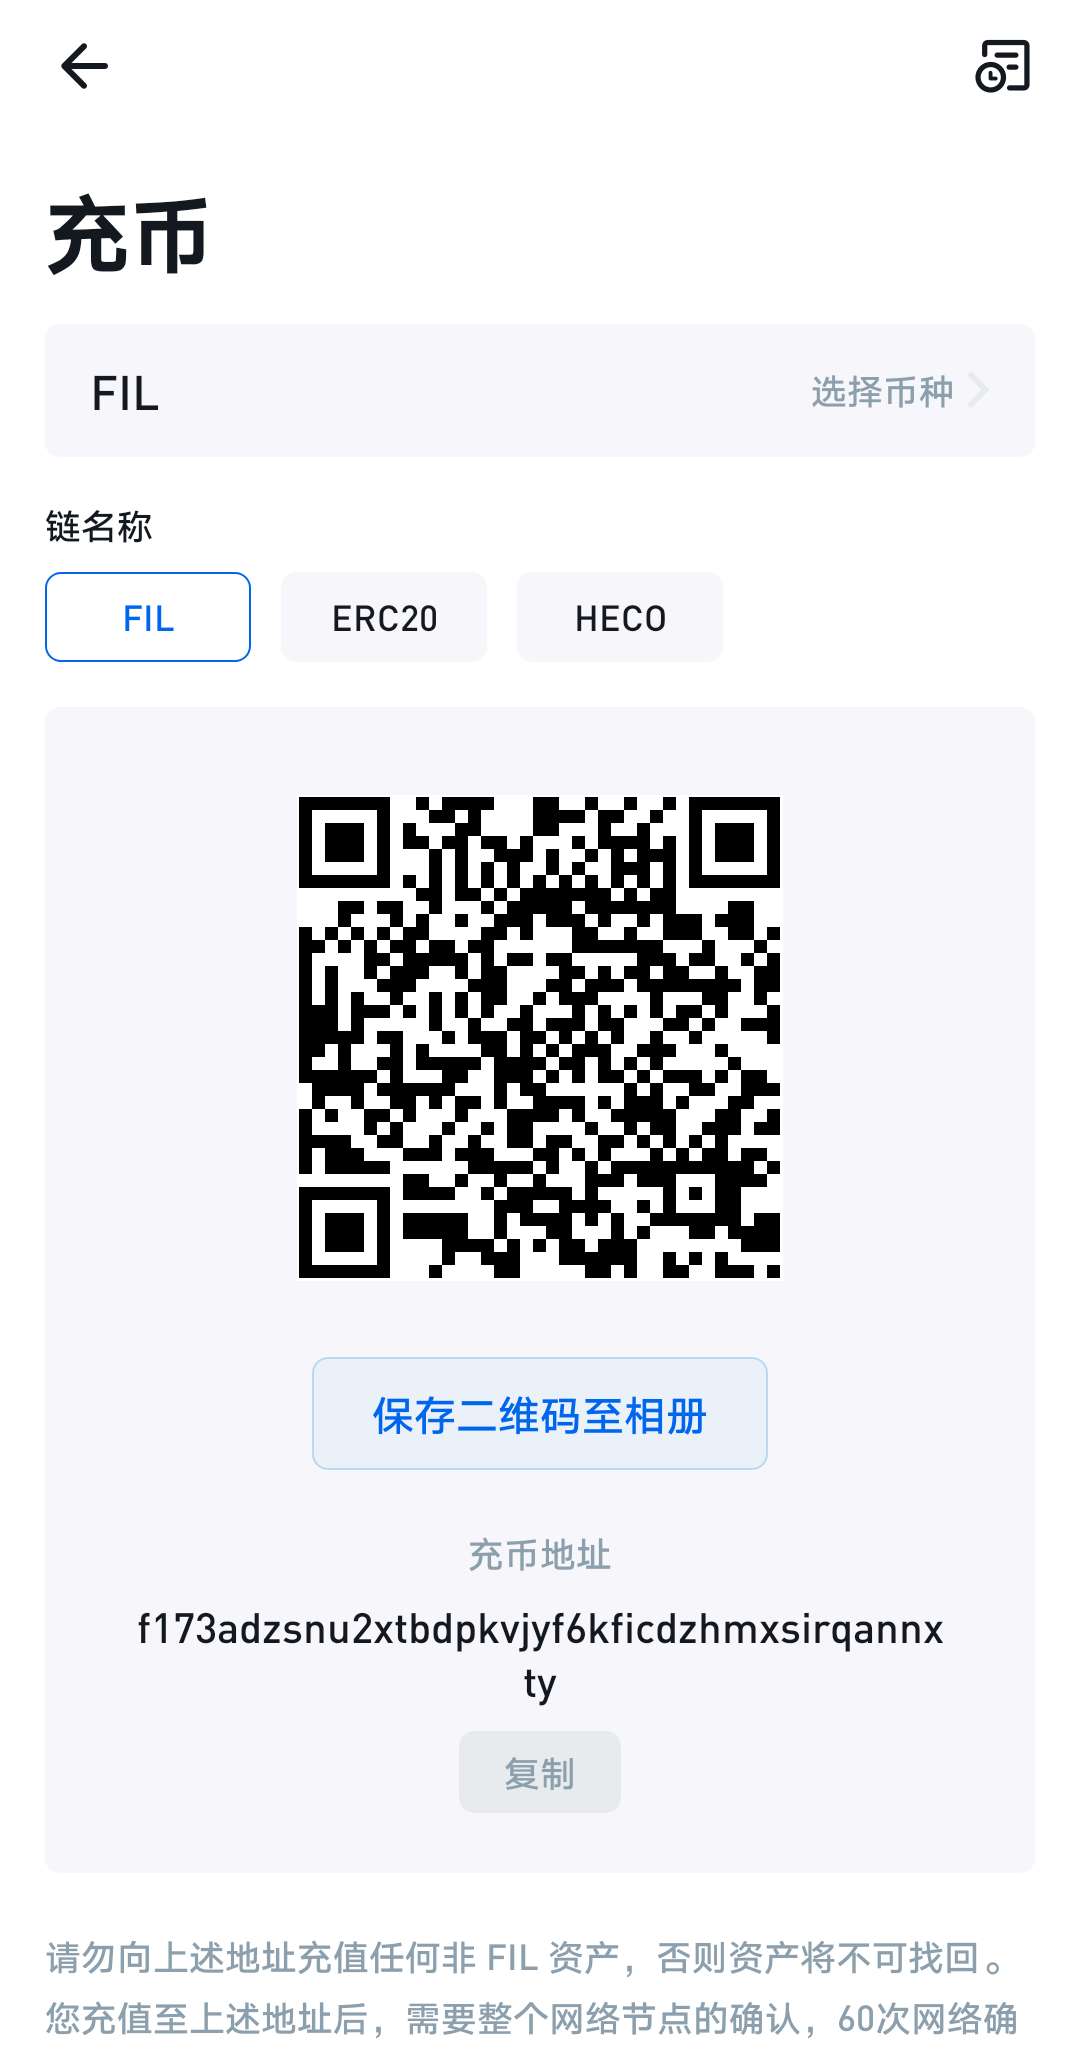 充币
FIL 选择币种
链名称
FIL ERC20 HECO
保存二维码至相册
充币地址
f173adzsnu2xtbdpkvjyf6kficdzhmxsirqannx
ty
复制
请勿向上述地址充值任何非 FIL 资产，否则资产将不可找回。
您充值至上述地址后，需要整个网络节点的确认，60次网络确